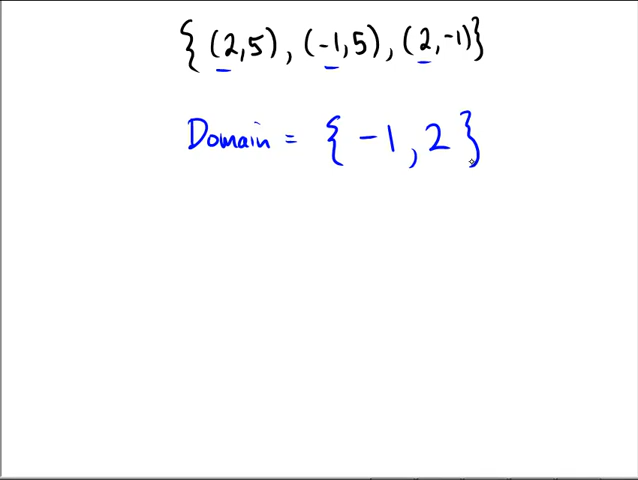 { (2,5), (-1,5), (2,-1)}
Domain = { -1, 2 }